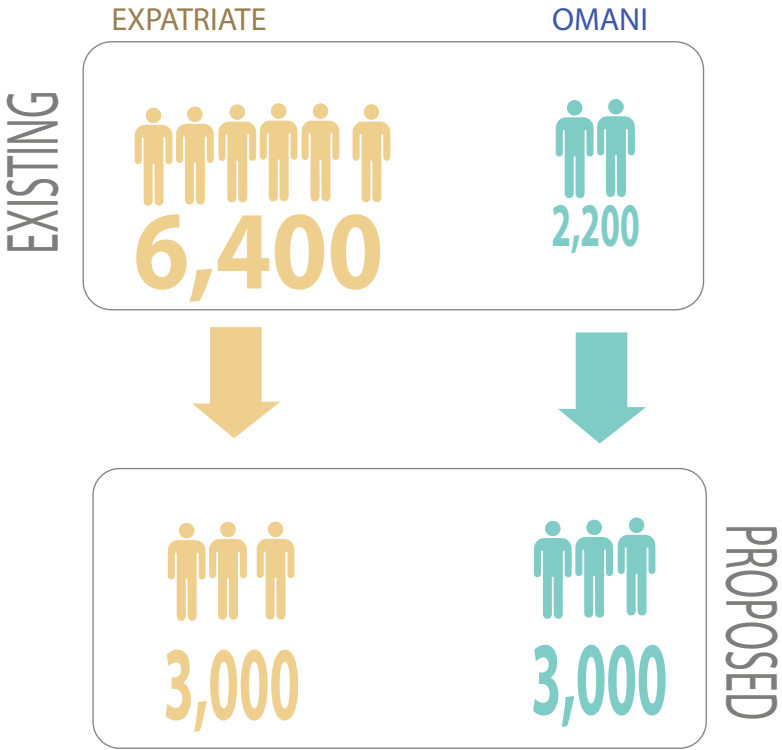 EXPATRIATE
OMANI
EXISTING
6,400
2,200
3,000
3,000
PROPOSED